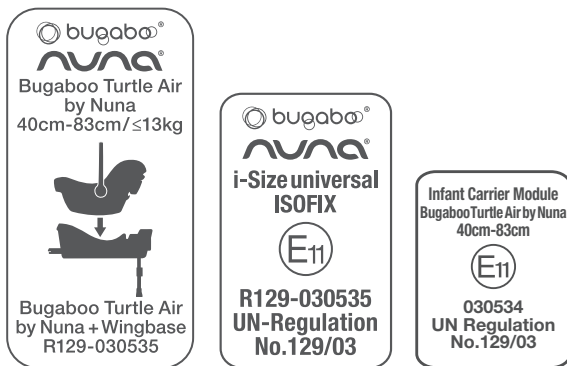 bugaboo®
nuna®
Bugaboo Turtle Air
by Nuna
40cm-83cm/≤13kg
Bugaboo Turtle Air
by Nuna + Wingbase
R129-030535
bugaboo®
nuna®
i-Size universal
ISOFIX
E11
R129-030535
UN-Regulation
No.129/03
Infant Carrier Module
Bugaboo Turtle Air by Nuna
40cm-83cm
E11
030534
UN Regulation
No.129/03